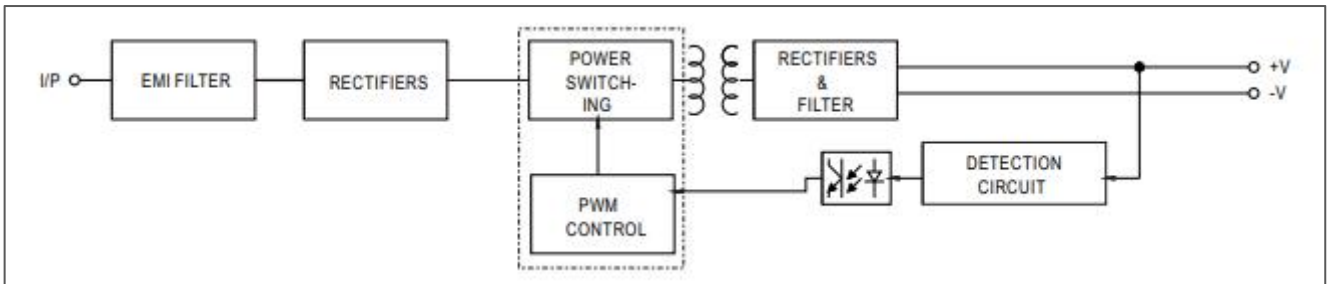 I/P
EMI FILTER
RECTIFIERS
POWER
SWITCH-
ING
RECTIFIERS
&
FILTER
+V
-V
PWM
CONTROL
DETECTION
CIRCUIT